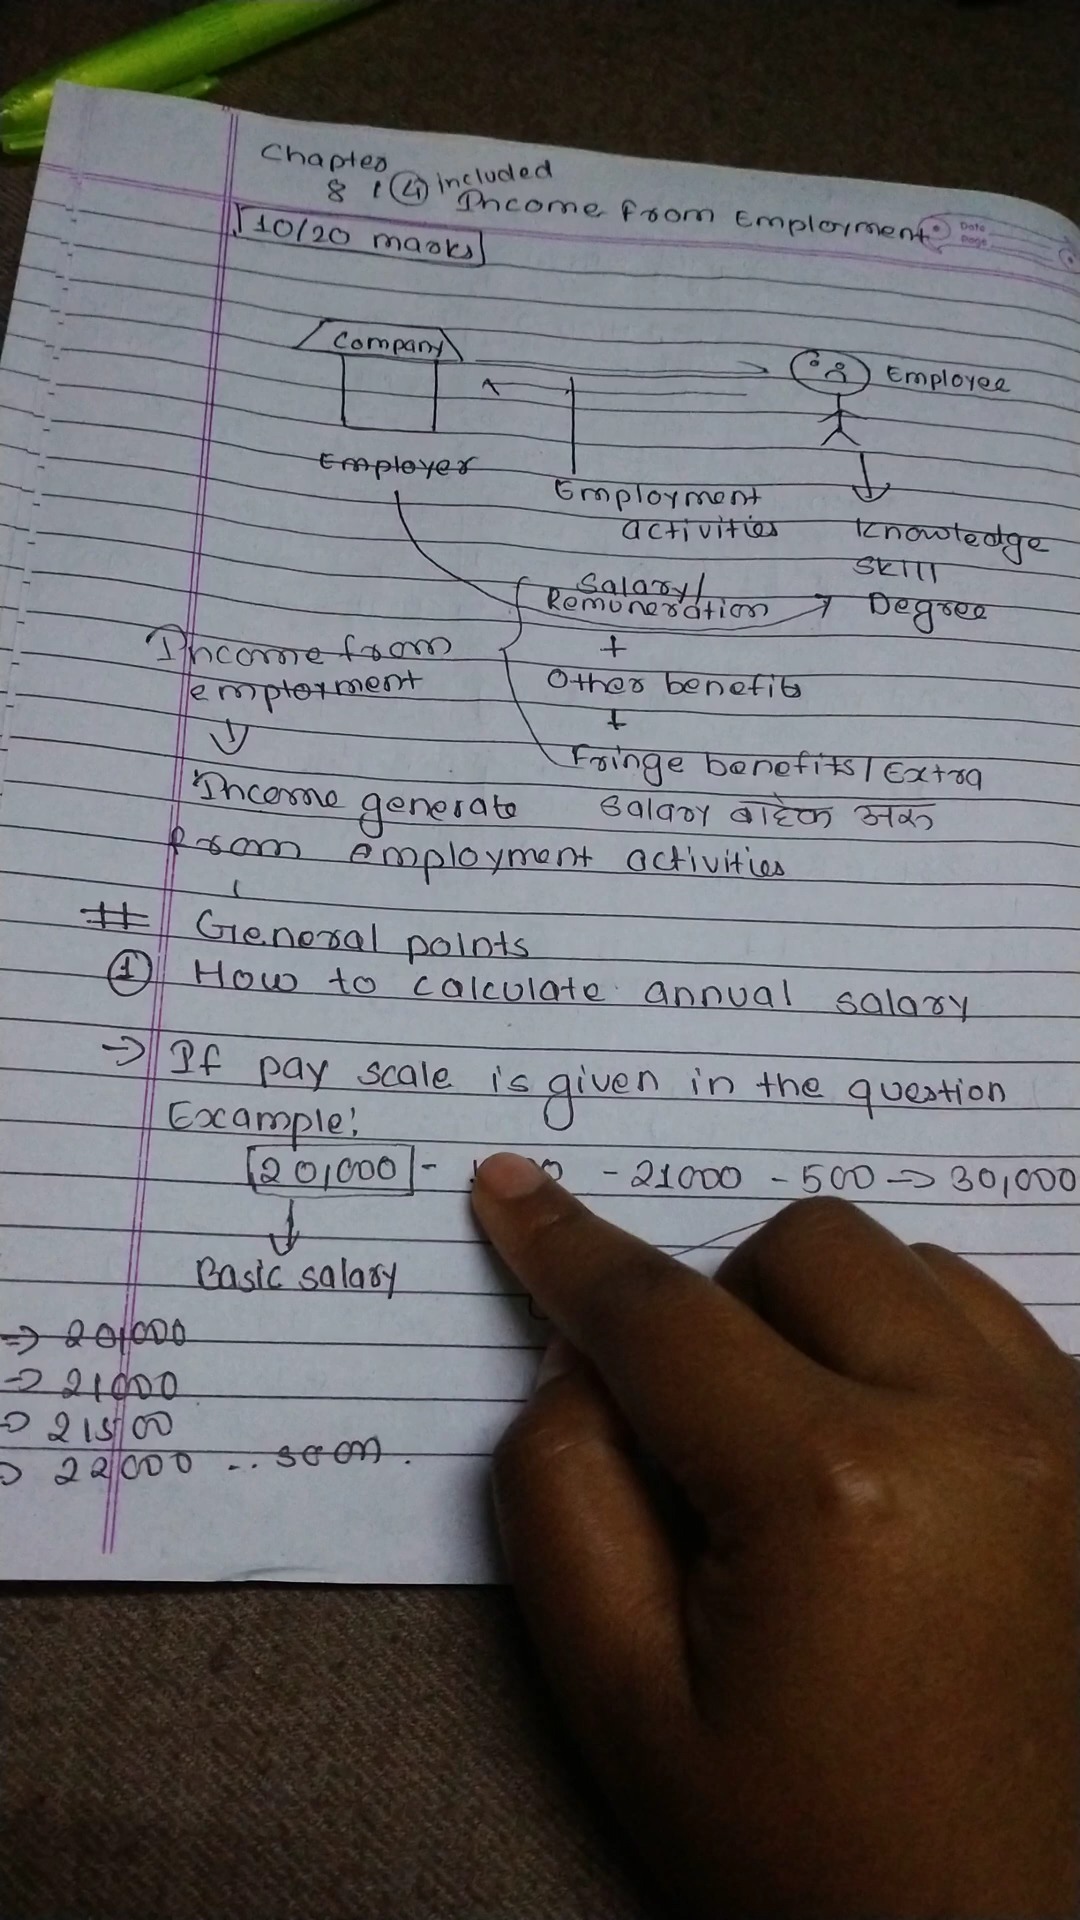 Chapter
8 , (4) included
Income from Employment
Date
Page
10/20 marks
Company
Employee
Employer
Employment
activities
Knowledge
Skill
Degree
Salary/
Remuneration
+
Other benefits
+
Fringe benefits/Extra
Salary बाहेक अरू
Income from
employment
Income generate
from employment activities
# General points
① How to calculate annual salary
⇒ If pay scale is given in the question
Example:
20,000 - - 21000 - 500 ⇒ 30,000
Basic salary
⇒ 20,000
⇒ 21000
⇒ 21500
⇒ 22000 .. so on.